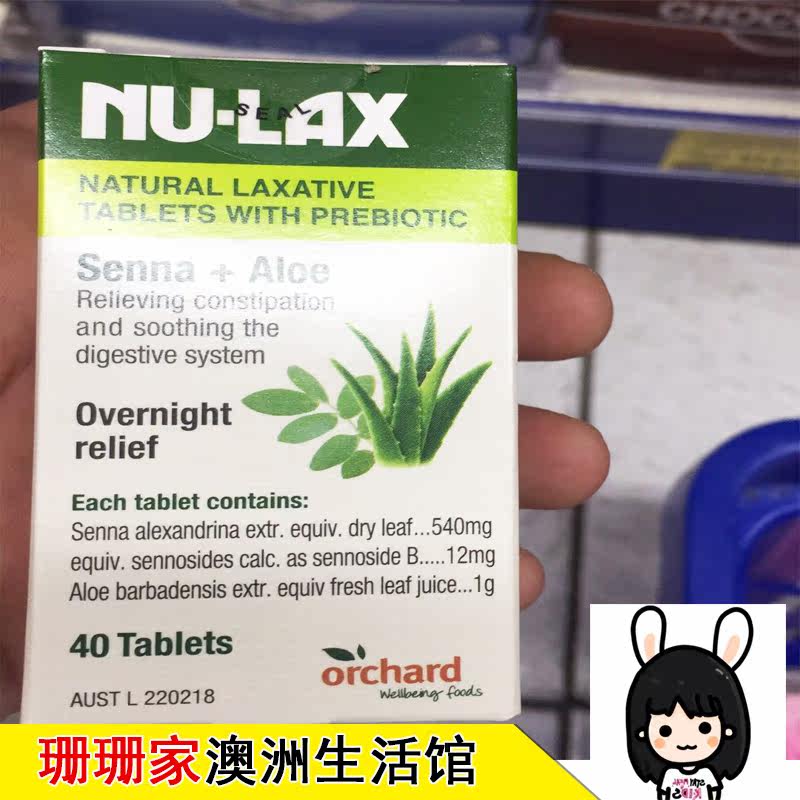 CHOCO
NU-LAX
SEAL
NATURAL LAXATIVE
TABLETS WITH PREBIOTIC
Senna + Aloe
Relieving constipation
and soothing the
digestive system
Overnight
relief
Each tablet contains:
Senna alexandrina extr. equiv. dry leaf...540mg
equiv. sennosides calc. as sennoside B.....12mg
Aloe barbadensis extr. equiv fresh leaf juice...1g
40 Tablets
orchard
Wellbeing foods
AUST L 220218
珊珊家澳洲生活馆